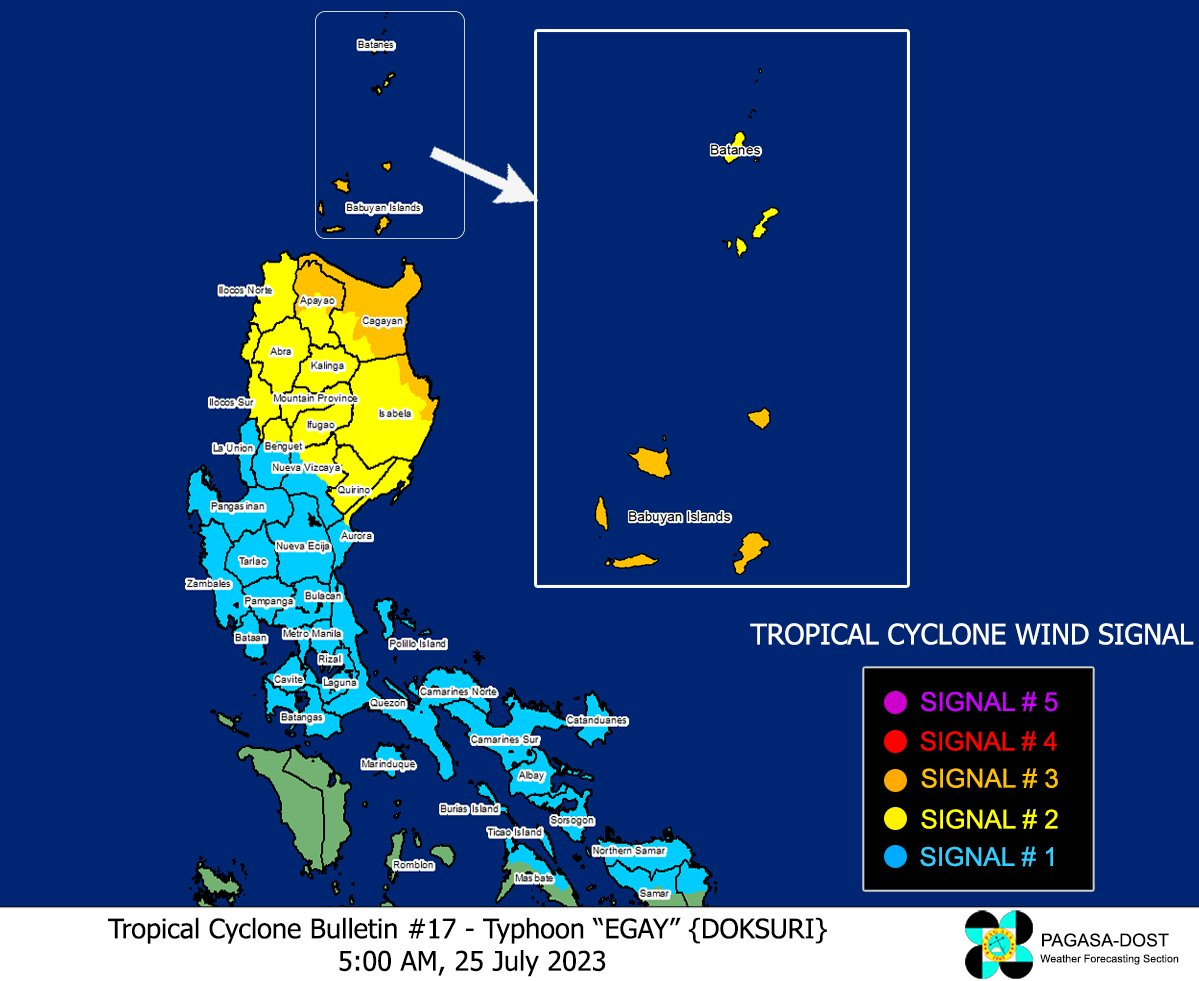 Batanes
Babuyan Islands
Batanes
Babuyan Islands
Ilocos Norte
Apayao
Cagayan
Abra
Kalinga
Mountain Province
Ilocos Sur
Isabela
Ifugao
La Union
Benguet
Nueva Vizcaya
Quirino
Pangasinan
Aurora
Nueva Ecija
Tarlac
Zambales
Pampanga
Bulacan
Bataan
Metro Manila
Polillo Island
Rizal
Cavite
Laguna
Quezon
Camarines Norte
Batangas
Catanduanes
Camarines Sur
Marinduque
Albay
Burias Island
Sorsogon
Ticao Island
Northern Samar
Romblon
Masbate
Samar
TROPICAL CYCLONE WIND SIGNAL
SIGNAL # 5
SIGNAL # 4
SIGNAL # 3
SIGNAL # 2
SIGNAL # 1
Tropical Cyclone Bulletin #17 - Typhoon “EGAY” {DOKSURI}
5:00 AM, 25 July 2023
PAGASA-DOST
Weather Forecasting Section